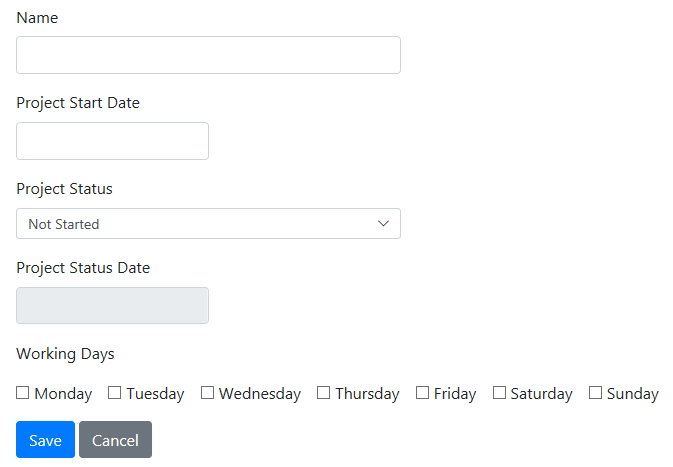 Name
Project Start Date
Project Status
Not Started
Project Status Date
Working Days
Monday Tuesday Wednesday Thursday Friday Saturday Sunday
Save Cancel